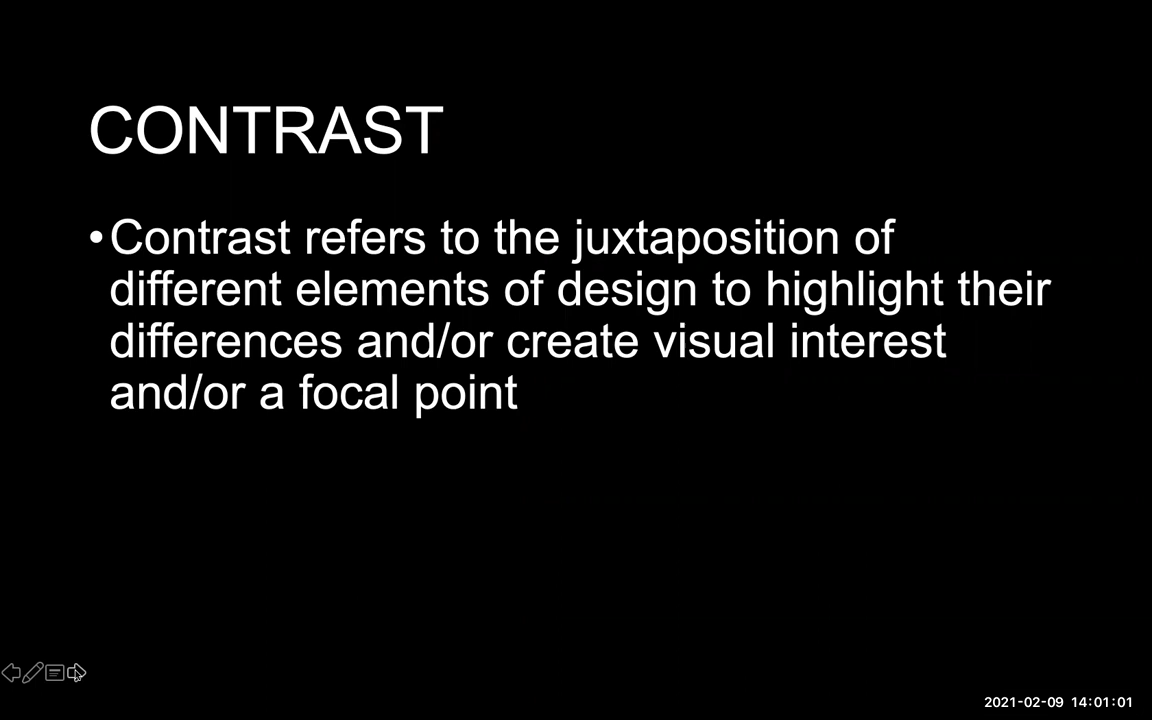 CONTRAST
•Contrast refers to the juxtaposition of
different elements of design to highlight their
differences and/or create visual interest
and/or a focal point
2021-02-09 14:01:01